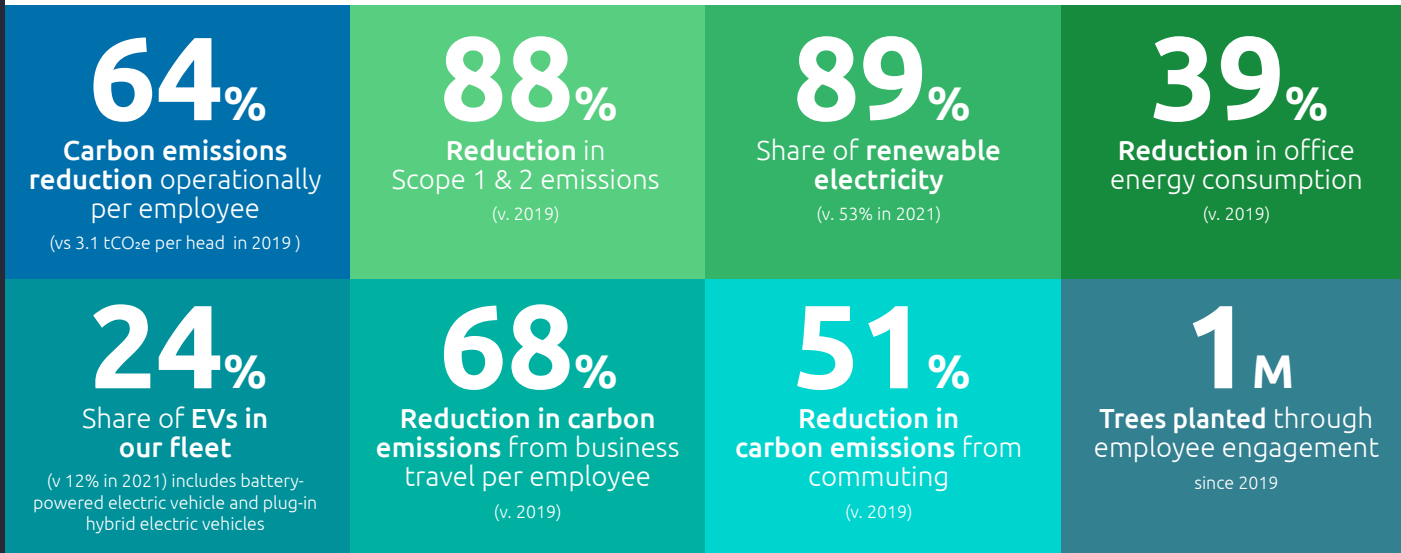 64%
Carbon emissions
reduction operationally
per employee
(vs 3.1 tCO₂e per head in 2019 )
88%
Reduction in
Scope 1 & 2 emissions
(v. 2019)
89%
Share of renewable
electricity
(v. 53% in 2021)
39%
Reduction in office
energy consumption
(v. 2019)
24%
Share of EVs in
our fleet
(v 12% in 2021) includes battery-
powered electric vehicle and plug-in
hybrid electric vehicles
68%
Reduction in carbon
emissions from business
travel per employee
(v. 2019)
51%
Reduction in
carbon emissions from
commuting
(v. 2019)
1M
Trees planted through
employee engagement
since 2019